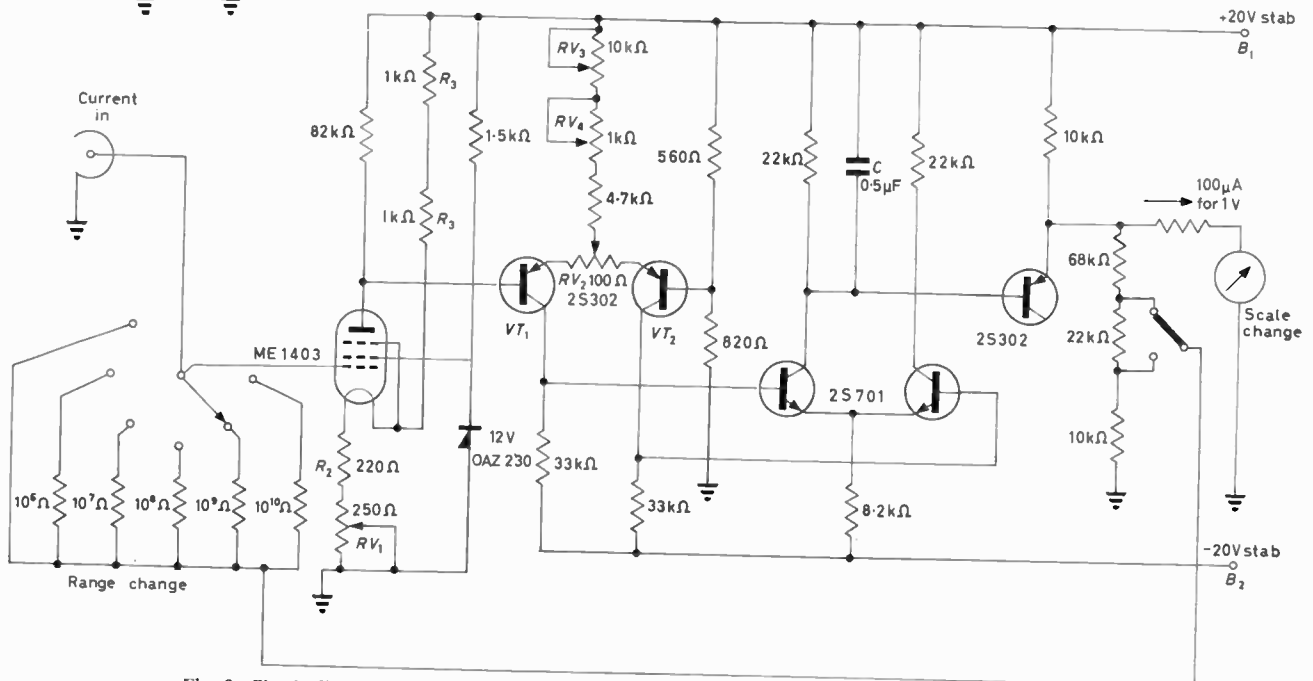 +20V stab
B1
RV3
10kΩ
1kΩ
R3
Current
in
82kΩ
1·5kΩ
RV4
1kΩ
560Ω
22kΩ
C
0·5μF
22kΩ
10kΩ
100μA
for 1V
4·7kΩ
1kΩ
R3
68kΩ
RV2 100Ω
2S302
VT1
VT2
2S302
Scale
change
22kΩ
ME1403
820Ω
2S701
10kΩ
12V
OAZ 230
R2
220Ω
33kΩ
10⁶Ω
10⁷Ω
10⁸Ω
10⁹Ω
10¹⁰Ω
250Ω
RV1
33kΩ
8·2kΩ
-20V stab
B2
Range change